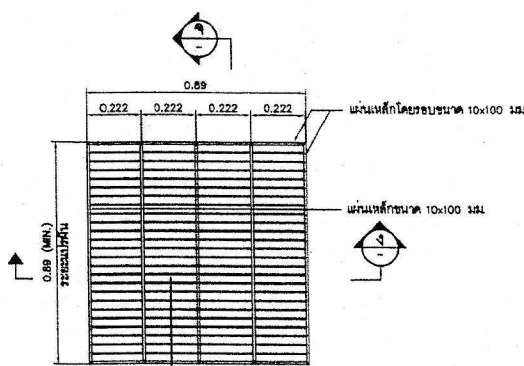 จ
-
0.89
0.222 0.222 0.222 0.222
แผ่นเหล็กโดยรอบขนาด 10x100 มม.
แผ่นเหล็กขนาด 10x100 มม.
0.89 (MIN.)
ระยะแปรผัน
ง
-